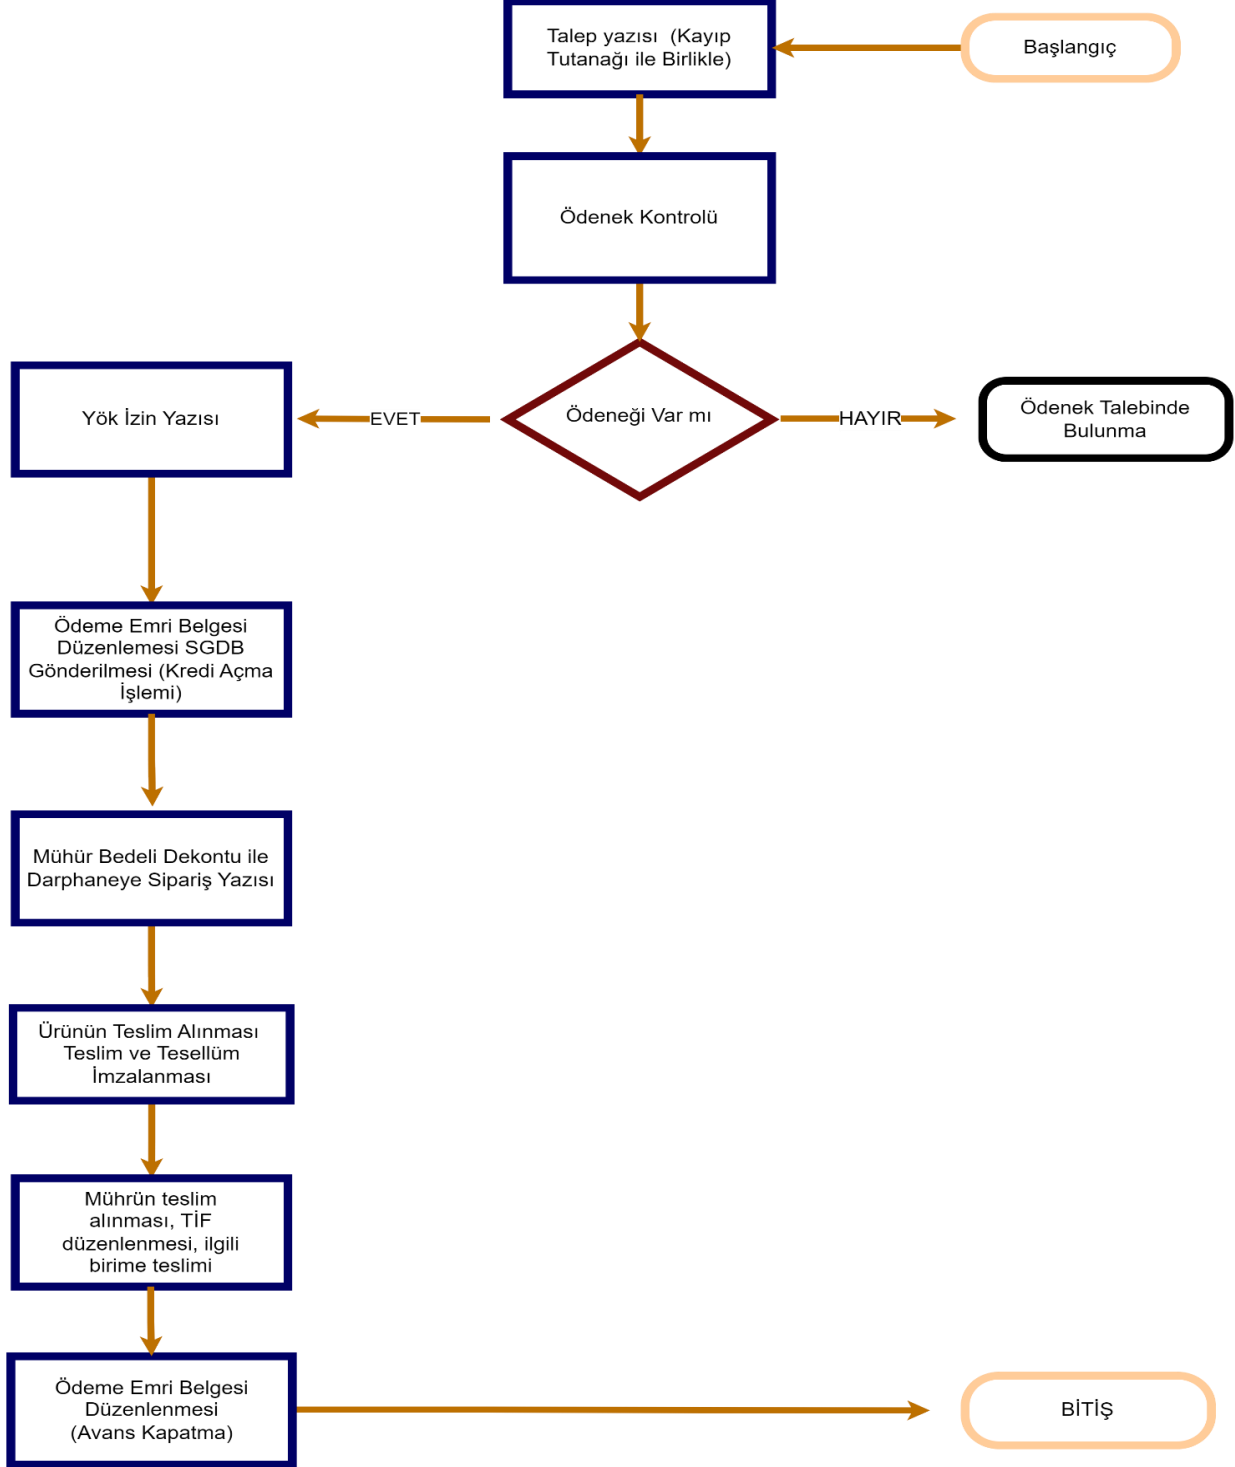 Başlangıç
Talep yazısı (Kayıp
Tutanağı ile Birlikle)
Ödenek Kontrolü
Ödeneği Var mı
EVET
HAYIR
Yök İzin Yazısı
Ödenek Talebinde
Bulunma
Ödeme Emri Belgesi
Düzenlemesi SGDB
Gönderilmesi (Kredi Açma
İşlemi)
Mühür Bedeli Dekontu ile
Darphaneye Sipariş Yazısı
Ürünün Teslim Alınması
Teslim ve Tesellüm
İmzalanması
Mührün teslim
alınması, TİF
düzenlenmesi, ilgili
birime teslimi
Ödeme Emri Belgesi
Düzenlenmesi
(Avans Kapatma)
BİTİŞ